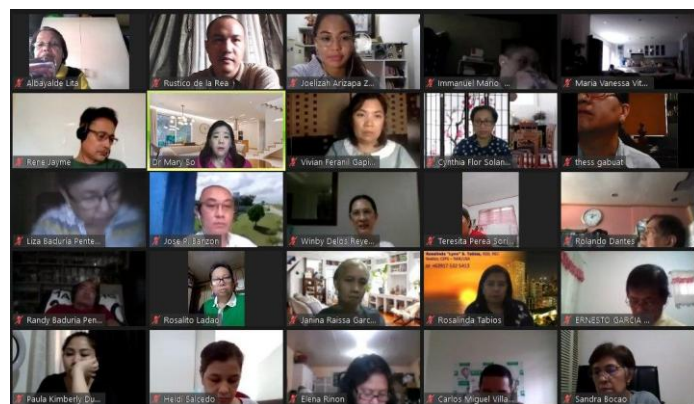 Albayalde Lita
Rustico de la Rea
Joelizah Arizapa Z...
Immanuel Mario ...
Maria Vanessa Vit...
Rene Jayme
Dr Mary So
Vivian Feranil Gapi...
Cynthia Flor Solan...
thess gabuat
Liza Baduria Pente...
Jose R. Banzon
Winby Delos Reye...
Teresita Perea Sori...
Rolando Dantes
Randy Baduria Pen...
Rosalito Ladao
Janina Raissa Garc...
Rosalinda Tabios
ERNESTO GARCIA ...
Paula Kimberly Du...
Heidi Salcedo
Elena Rinon
Carlos Miguel Villa...
Sandra Bocao